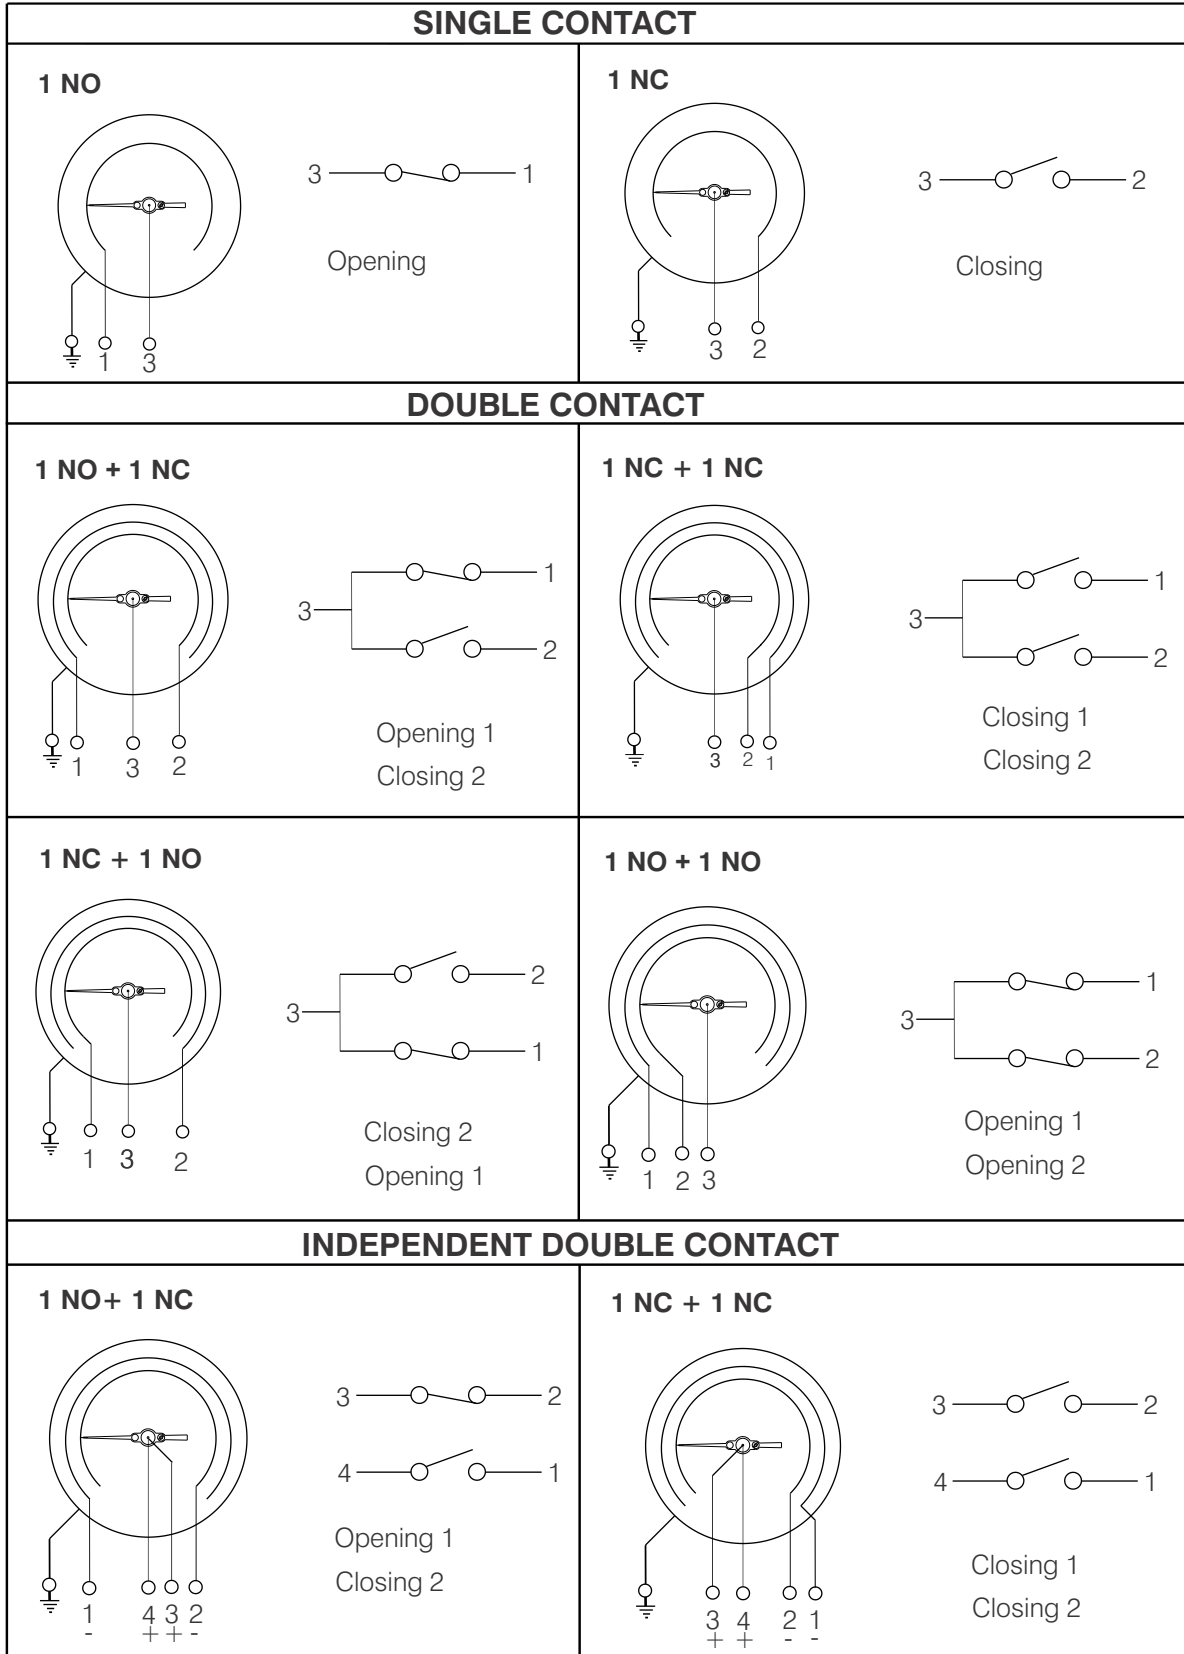 SINGLE CONTACT
1 NO
3 1
Opening
1 3
1 NC
3 2
Closing
3 2
DOUBLE CONTACT
1 NO + 1 NC
1
3
2
Opening 1
Closing 2
1 3 2
1 NC + 1 NC
1
3
2
Closing 1
Closing 2
3 2 1
1 NC + 1 NO
2
3
1
Closing 2
Opening 1
1 3 2
1 NO + 1 NO
1
3
2
Opening 1
Opening 2
1 2 3
INDEPENDENT DOUBLE CONTACT
1 NO+ 1 NC
3 2
4 1
Opening 1
Closing 2
1 4 3 2
- + + -
1 NC + 1 NC
3 2
4 1
Closing 1
Closing 2
3 4 2 1
+ + - -